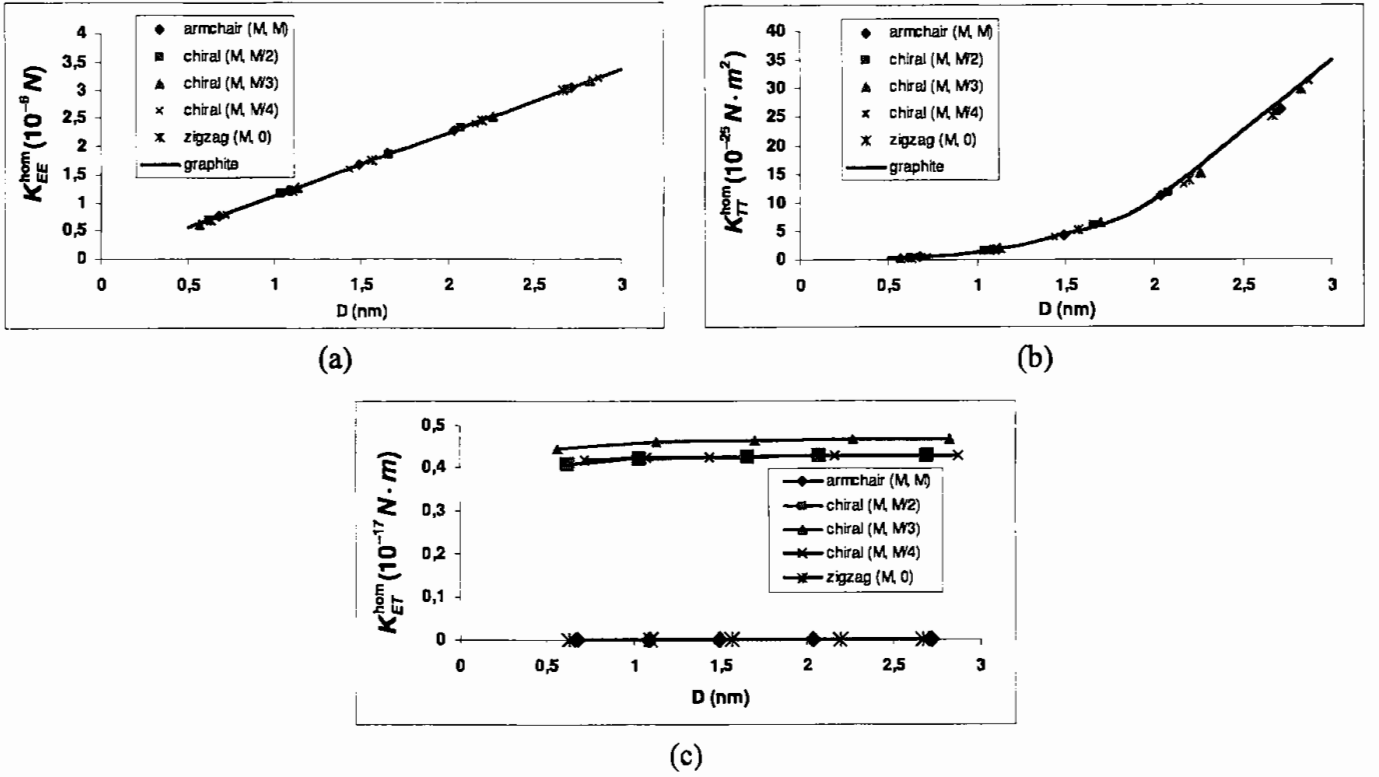 K_EE^hom (10^-8 N)
4
3,5
3
2,5
2
1,5
1
0,5
0
armchair (M, M)
chiral (M, M/2)
chiral (M, M/3)
chiral (M, M/4)
zigzag (M, 0)
graphite
0
0,5
1
1,5
2
2,5
3
D (nm)
(a)
K_TT^hom (10^-25 N · m^2)
40
35
30
25
20
15
10
5
0
armchair (M, M)
chiral (M, M/2)
chiral (M, M/3)
chiral (M, M/4)
zigzag (M, 0)
graphite
0
0,5
1
1,5
2
2,5
3
D (nm)
(b)
K_ET^hom (10^-17 N · m)
0,5
0,4
0,3
0,2
0,1
0
armchair (M, M)
chiral (M, M/2)
chiral (M, M/3)
chiral (M, M/4)
zigzag (M, 0)
0
0,5
1
1,5
2
2,5
3
D (nm)
(c)